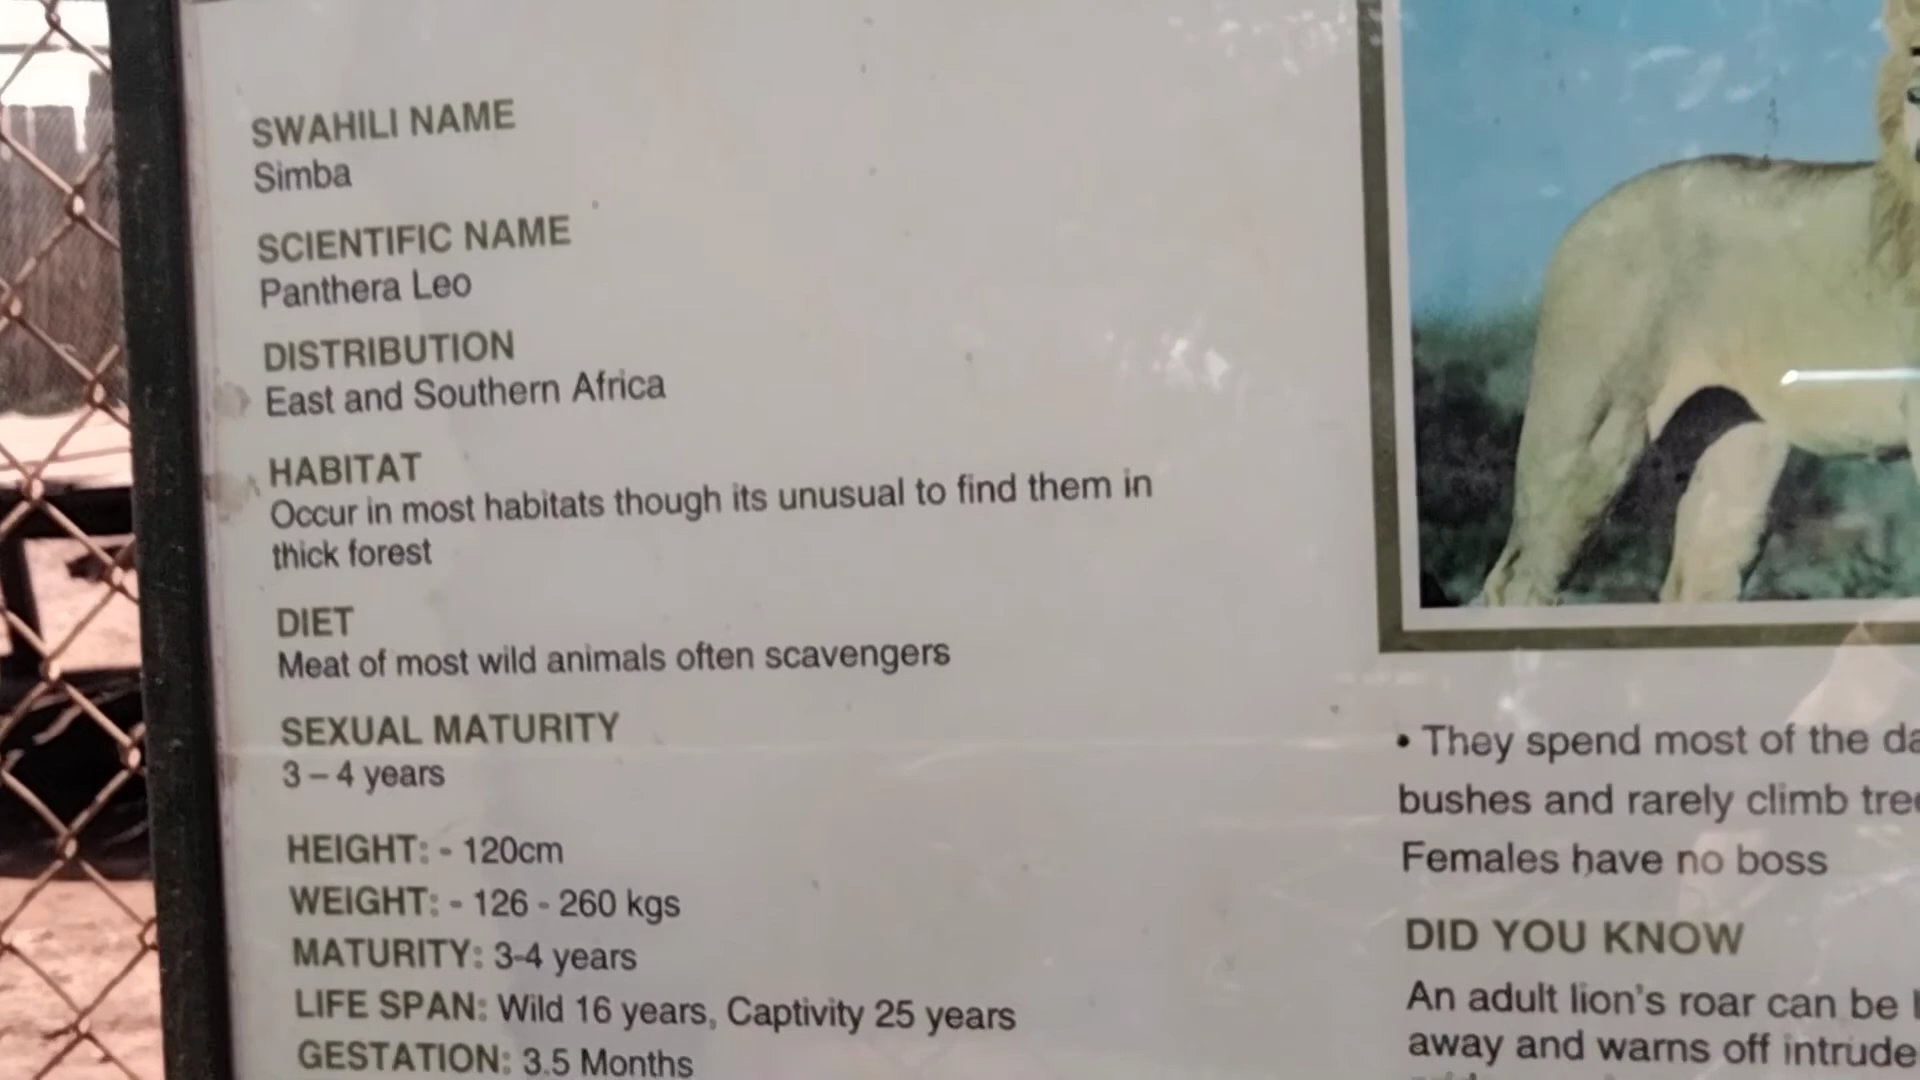 SWAHILI NAME
Simba
SCIENTIFIC NAME
Panthera Leo
DISTRIBUTION
East and Southern Africa
HABITAT
Occur in most habitats though its unusual to find them in
thick forest
DIET
Meat of most wild animals often scavengers
SEXUAL MATURITY
3 – 4 years
HEIGHT: - 120cm
WEIGHT: - 126 - 260 kgs
MATURITY: 3-4 years
LIFE SPAN: Wild 16 years, Captivity 25 years
GESTATION: 3.5 Months
• They spend most of the
bushes and rarely climb
Females have no boss
DID YOU KNOW
An adult lion's roar can be
away and warns off